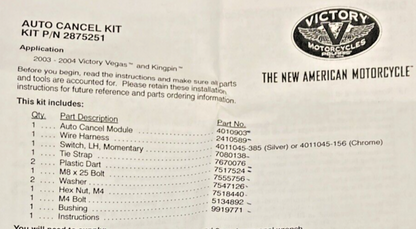 AUTO CANCEL KIT
KIT P/N 2875251
Application
2003 - 2004 Victory Vegas™ and Kingpin™
Before you begin, read the instructions and make sure all parts
and tools are accounted for. Please retain these installation
instructions for future reference and parts ordering information.
VICTORY
V
MOTORCYCLES
THE NEW AMERICAN MOTORCYCLE™
This kit includes:
Qty. Part Description Part No.
1 .... Auto Cancel Module .................. 4010903
1 .... Wire Harness .................. 2410589
1 .... Switch, LH, Momentary .................. 4011045-385 (Silver) or 4011045-156 (Chrome)
1 .... Tie Strap .................. 7080138
2 .... Plastic Dart .................. 7670076
1 .... M8 x 25 Bolt .................. 7517524
2 .... Washer .................. 7555756
1 .... Hex Nut, M4 .................. 7547126
1 .... M4 Bolt .................. 7518440
1 .... Bushing .................. 5134892
1 .... Instructions .................. 9919771